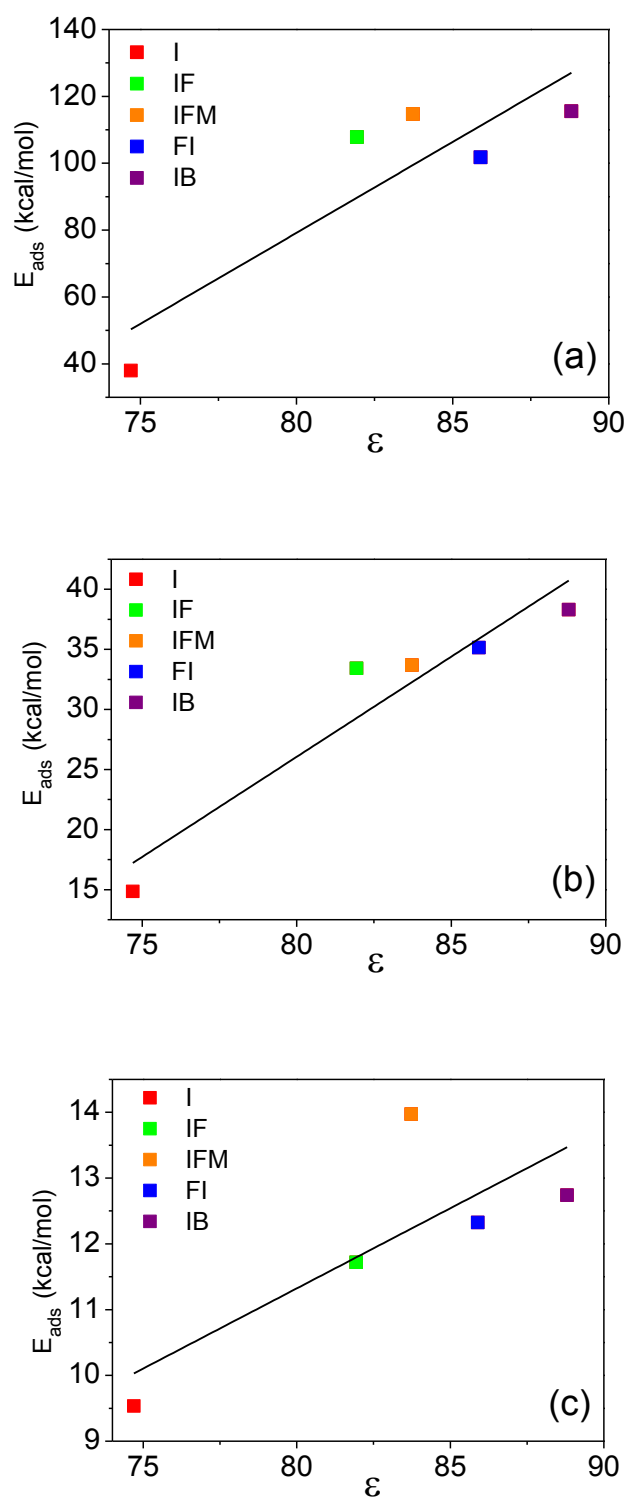 140
120
100
80
60
40
E_ads (kcal/mol)
I
IF
IFM
FI
IB
(a)
75 80 85 90
ε
40
35
30
25
20
15
E_ads (kcal/mol)
I
IF
IFM
FI
IB
(b)
75 80 85 90
ε
14
13
12
11
10
9
E_ads (kcal/mol)
I
IF
IFM
FI
IB
(c)
75 80 85 90
ε